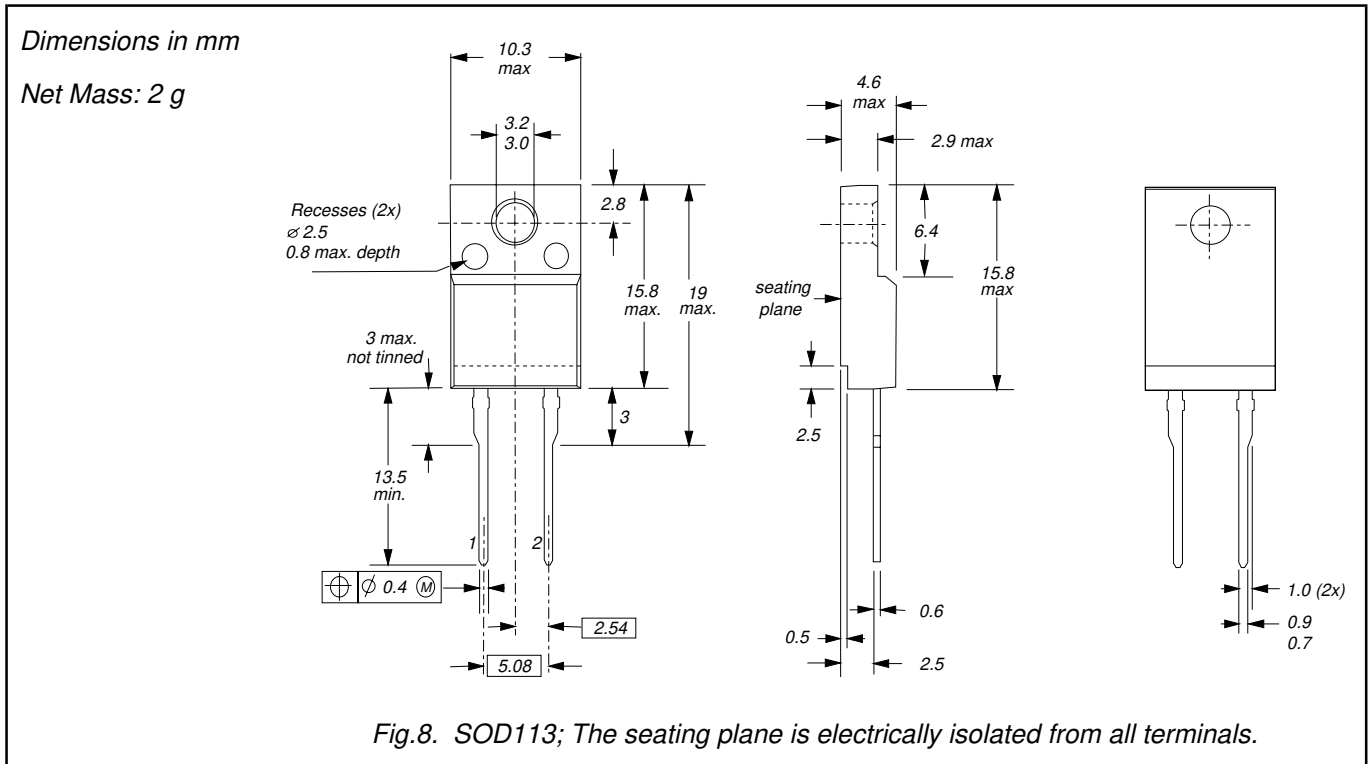 Dimensions in mm
Net Mass: 2 g
10.3
max
3.2
3.0
2.8
Recesses (2x)
⌀ 2.5
0.8 max. depth
15.8
max.
19
max.
3 max.
not tinned
3
13.5
min.
1
2
⌀ 0.4 Ⓜ
2.54
5.08
4.6
max
2.9 max
6.4
15.8
max
seating
plane
2.5
0.6
0.5
2.5
1.0 (2x)
0.9
0.7
Fig.8. SOD113; The seating plane is electrically isolated from all terminals.